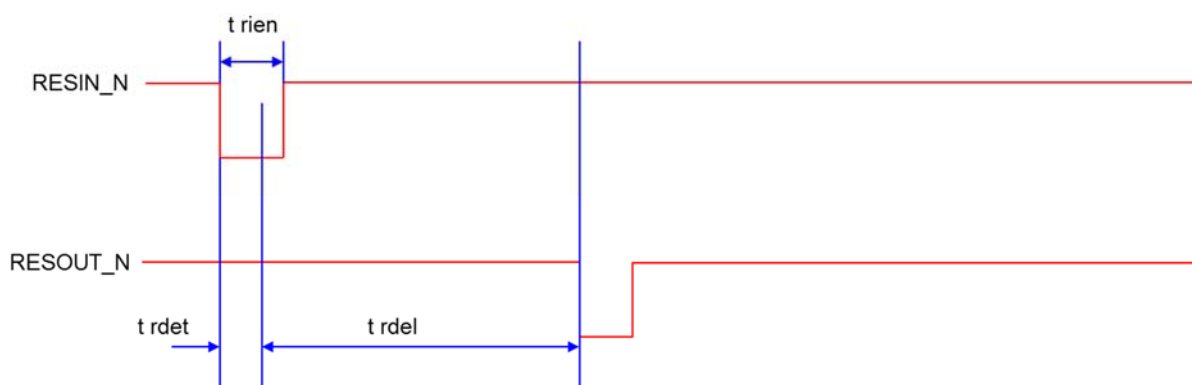 t rien
RESIN_N
RESOUT_N
t rdet
t rdel